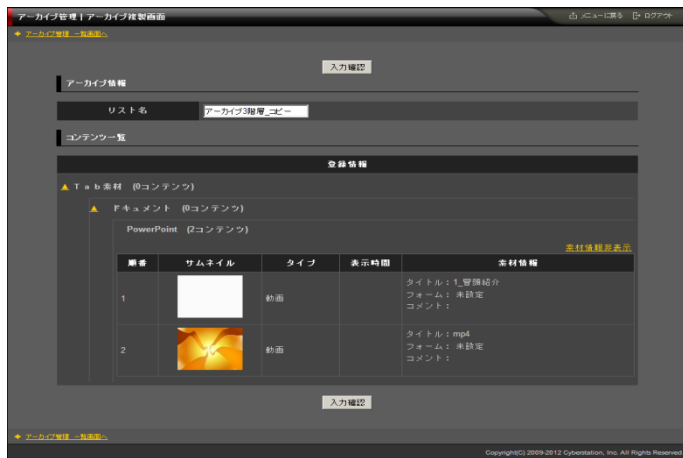 アーカイブ管理 | アーカイブ複製画面 メニューに戻る ログアウト
アーカイブ管理 一覧画面へ
入力確認
アーカイブ情報
リスト名 アーカイブ3階層_コピー
コンテンツ一覧
登録情報
Tab素材 (0コンテンツ)
ドキュメント (0コンテンツ)
PowerPoint (2コンテンツ)
素材情報非表示
順番 サムネイル タイプ 表示時間 素材情報
タイトル：1_冒頭紹介
1 動画 フォーム： 未設定
コメント：
タイトル：mp4
2 動画 フォーム： 未設定
コメント：
入力確認
アーカイブ管理 一覧画面へ
Copyright(C) 2009-2012 Cyberstation, Inc. All Rights Reserved